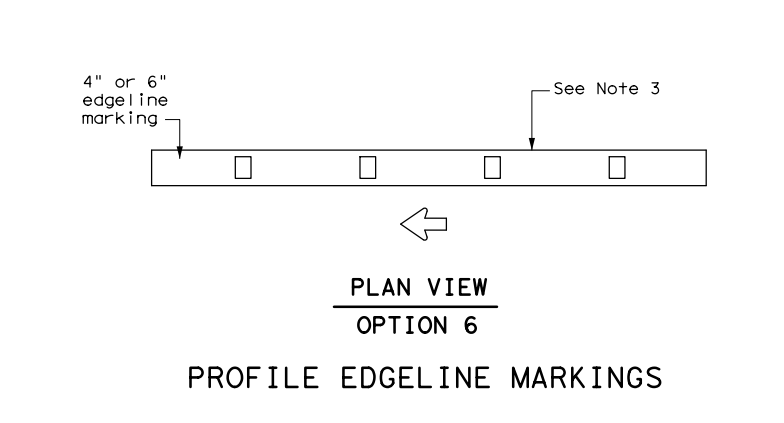 4" or 6"
edgeline
marking
See Note 3
PLAN VIEW
OPTION 6
PROFILE EDGELINE MARKINGS